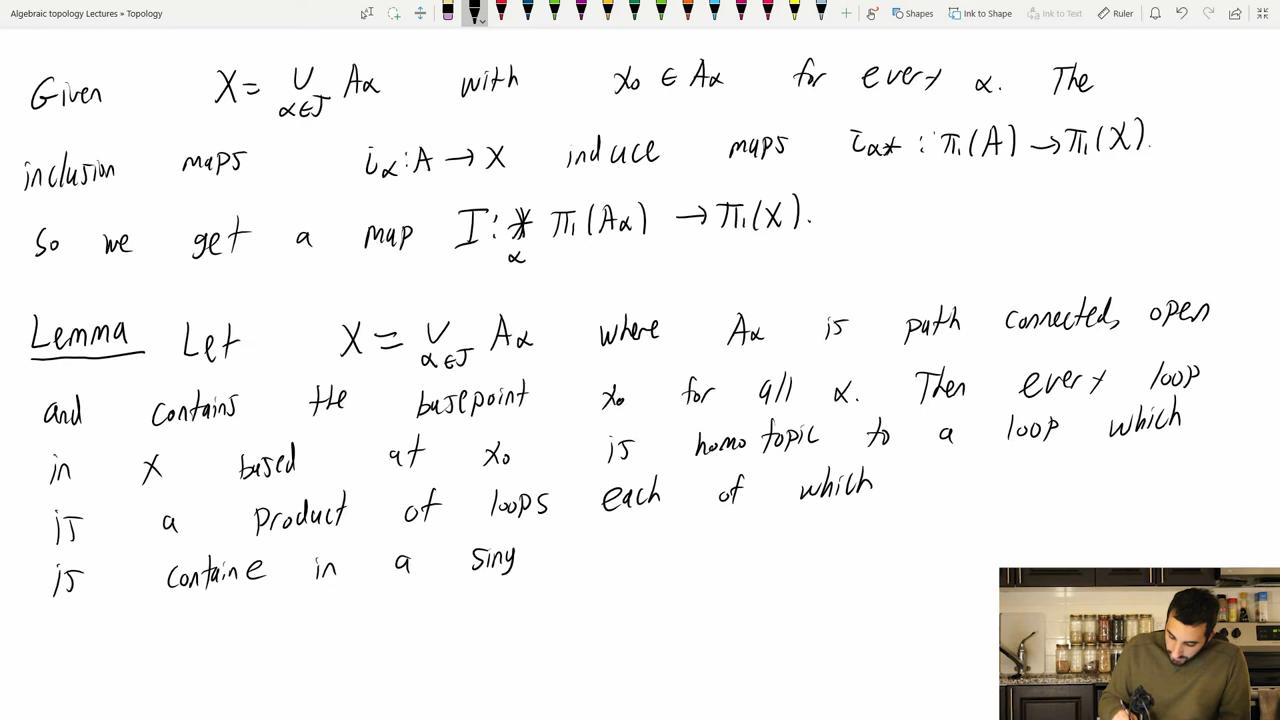 Algebraic topology Lectures » Topology
Shapes Ink to Shape Ink to Text Ruler
Given X = ∪ Aα with x₀ ∈ Aα for every α. The
α∈J
inclusion maps iα : A → X induce maps iα* : π₁(A) → π₁(X).
So we get a map I : * π₁(Aα) → π₁(X).
α
Lemma Let X = ∪ Aα where Aα is path connected, open
α∈J
and contains the basepoint x₀ for all α. Then every loop
in X based at x₀ is homotopic to a loop which
is a product of loops each of which
is containe in a sing